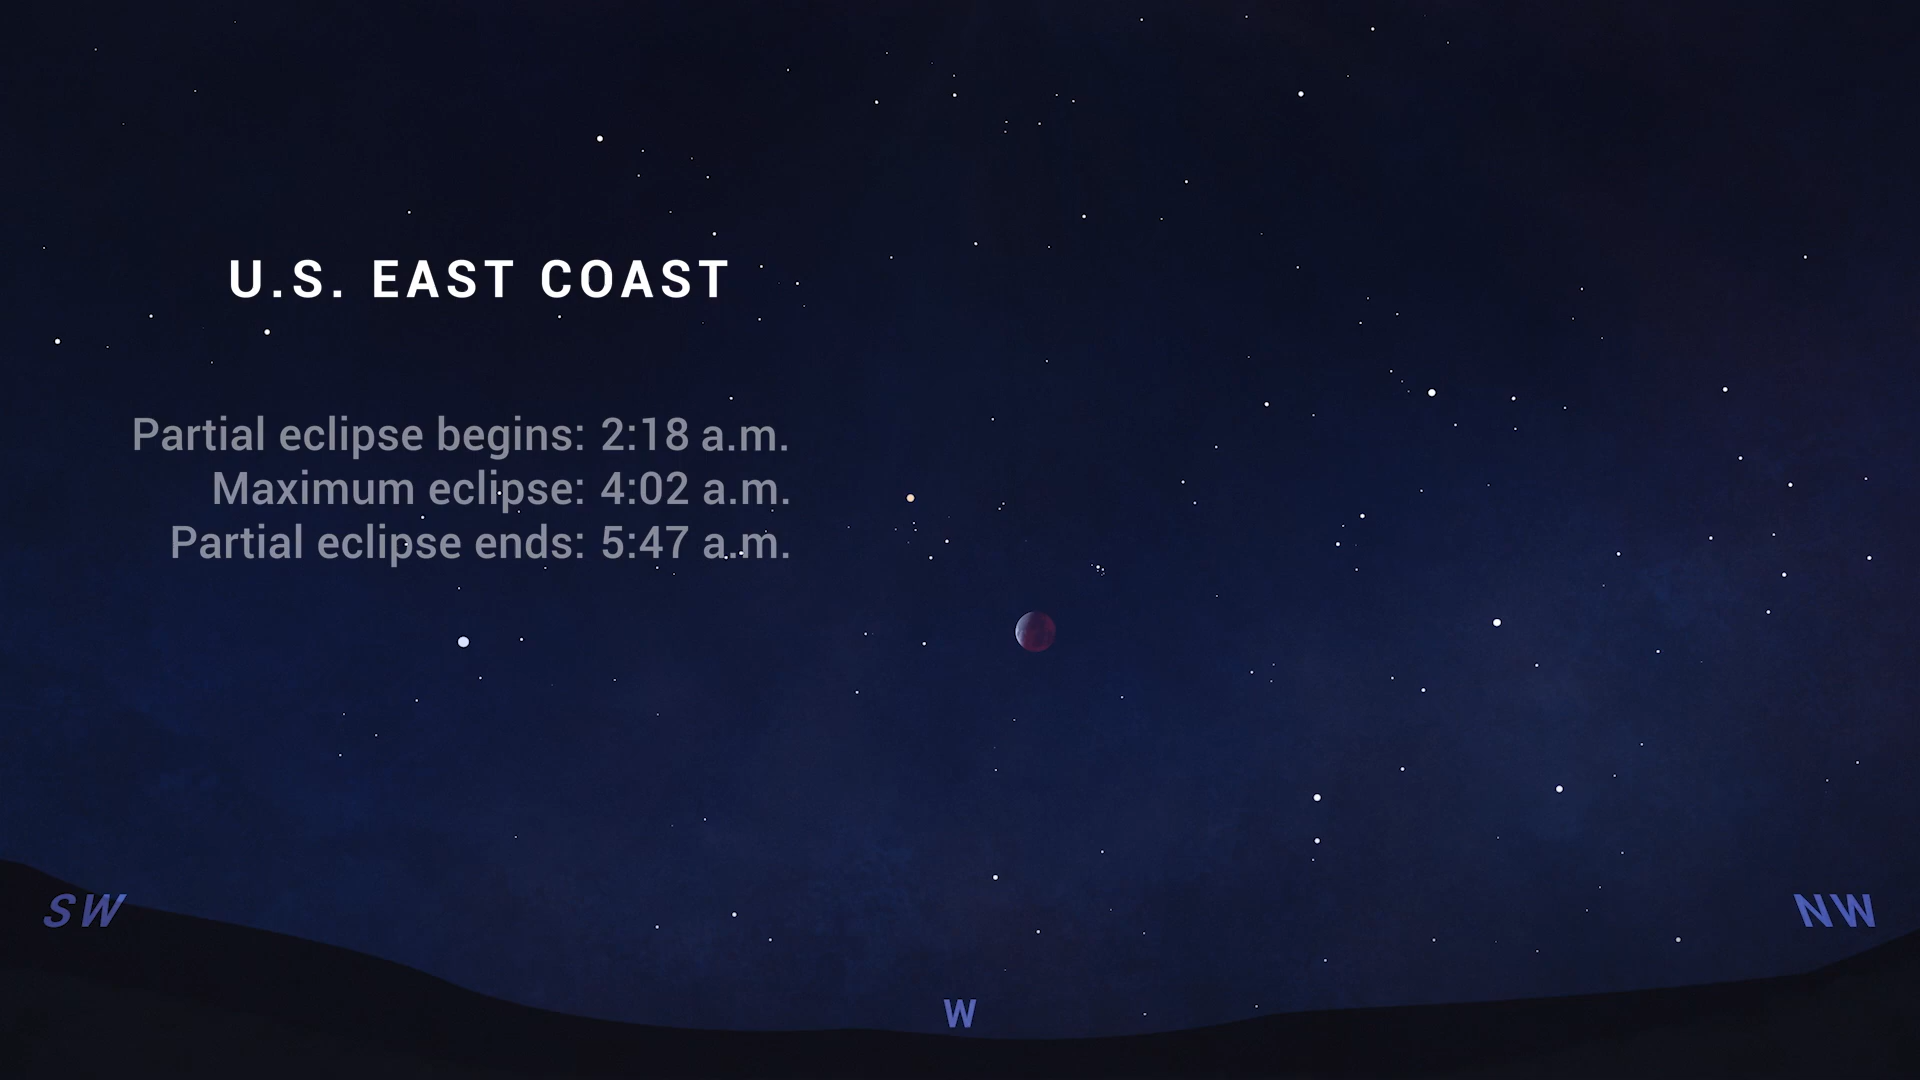 U.S. EAST COAST
Partial eclipse begins: 2:18 a.m.
Maximum eclipse: 4:02 a.m.
Partial eclipse ends: 5:47 a.m.
SW
W
NW